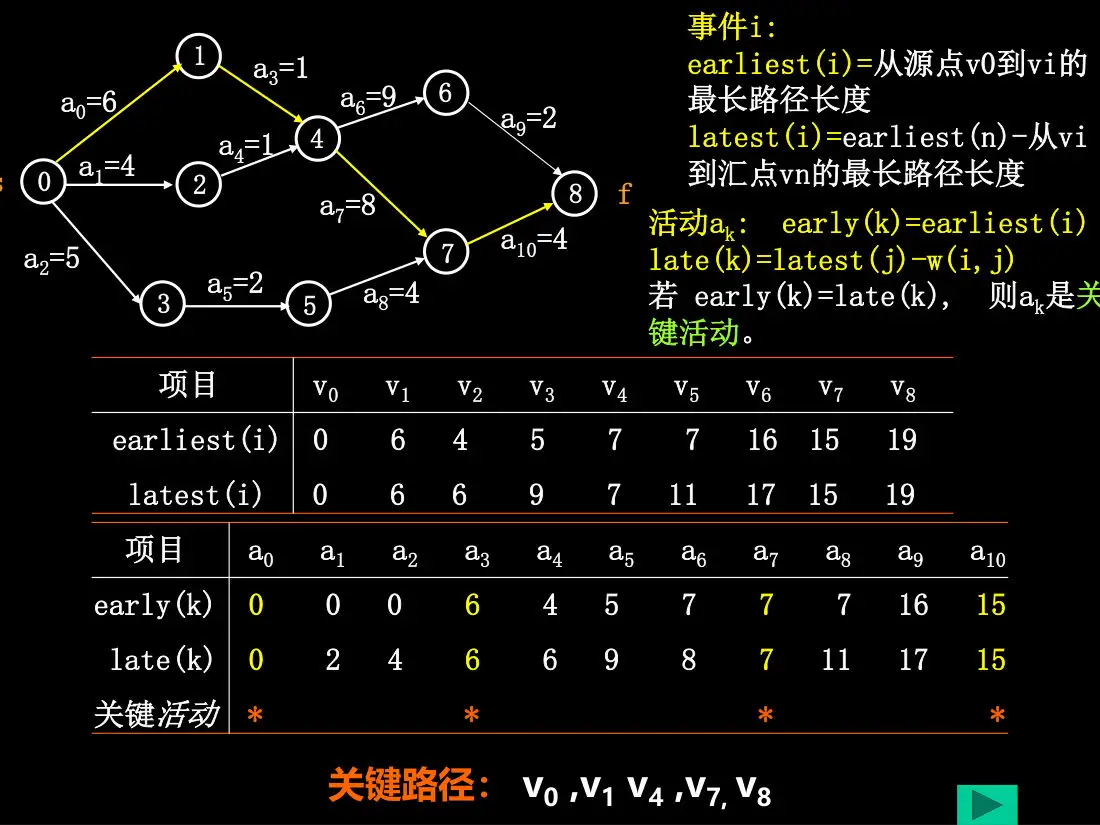 事件i:
earliest(i)=从源点v0到vi的
最长路径长度
latest(i)=earliest(n)-从vi
到汇点vn的最长路径长度
活动aₖ: early(k)=earliest(i)
late(k)=latest(j)-w(i,j)
若 early(k)=late(k), 则aₖ是关
键活动。
1
a₃=1
a₀=6
a₆=9
6
a₉=2
4
a₄=1
a₁=4
s
0
2
8
f
a₇=8
a₁₀=4
7
a₂=5
a₅=2
a₈=4
3
5
项目 v₀ v₁ v₂ v₃ v₄ v₅ v₆ v₇ v₈
earliest(i) 0 6 4 5 7 7 16 15 19
latest(i) 0 6 6 9 7 11 17 15 19
项目 a₀ a₁ a₂ a₃ a₄ a₅ a₆ a₇ a₈ a₉ a₁₀
early(k) 0 0 0 6 4 5 7 7 7 16 15
late(k) 0 2 4 6 6 9 8 7 11 17 15
关键活动 * * * *
关键路径: v₀ ,v₁ v₄ ,v₇, v₈